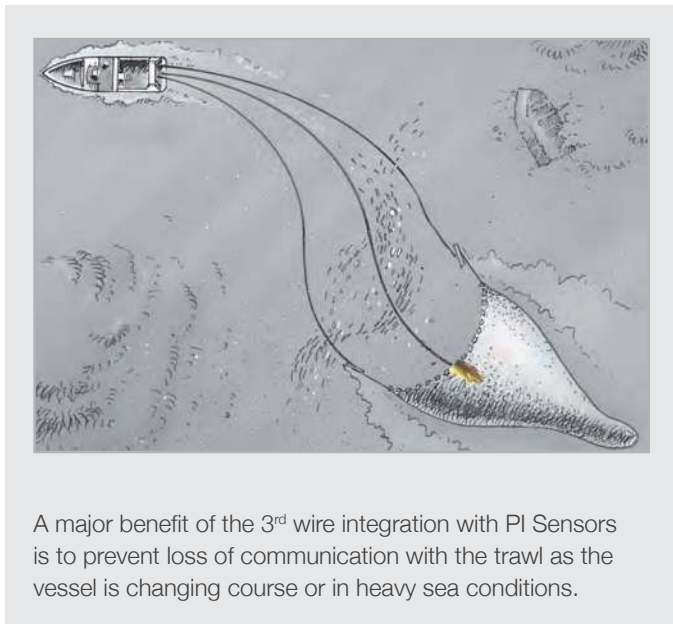 A major benefit of the 3rd wire integration with PI Sensors
is to prevent loss of communication with the trawl as the
vessel is changing course or in heavy sea conditions.